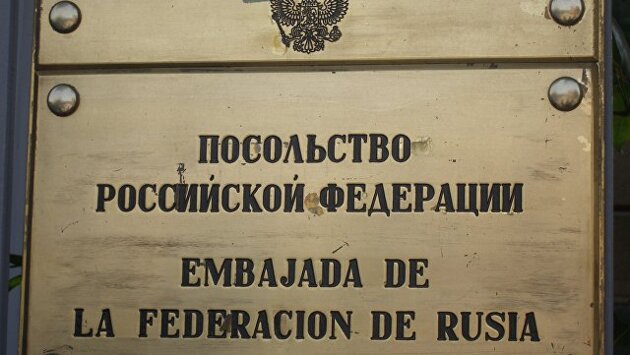 ПОСОЛЬСТВО
РОССИЙСКОЙ ФЕДЕРАЦИИ
EMBAJADA DE
LA FEDERACION DE RUSIA